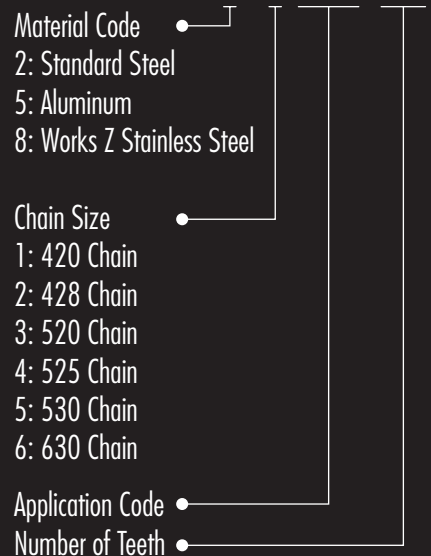 Material Code
2: Standard Steel
5: Aluminum
8: Works Z Stainless Steel
Chain Size
1: 420 Chain
2: 428 Chain
3: 520 Chain
4: 525 Chain
5: 530 Chain
6: 630 Chain
Application Code
Number of Teeth